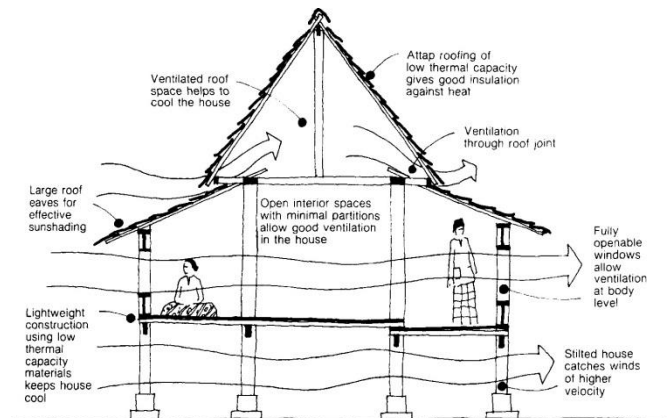 Ventilated roof
space helps to
cool the house
Attap roofing of
low thermal capacity
gives good insulation
against heat
Ventilation
through roof joint
Large roof
eaves for
effective
sunshading
Open interior spaces
with minimal partitions
allow good ventilation
in the house
Fully
openable
windows
allow
ventilation
at body
level
Lightweight
construction
using low
thermal
capacity
materials
keeps house
cool
Stilted house
catches winds
of higher
velocity